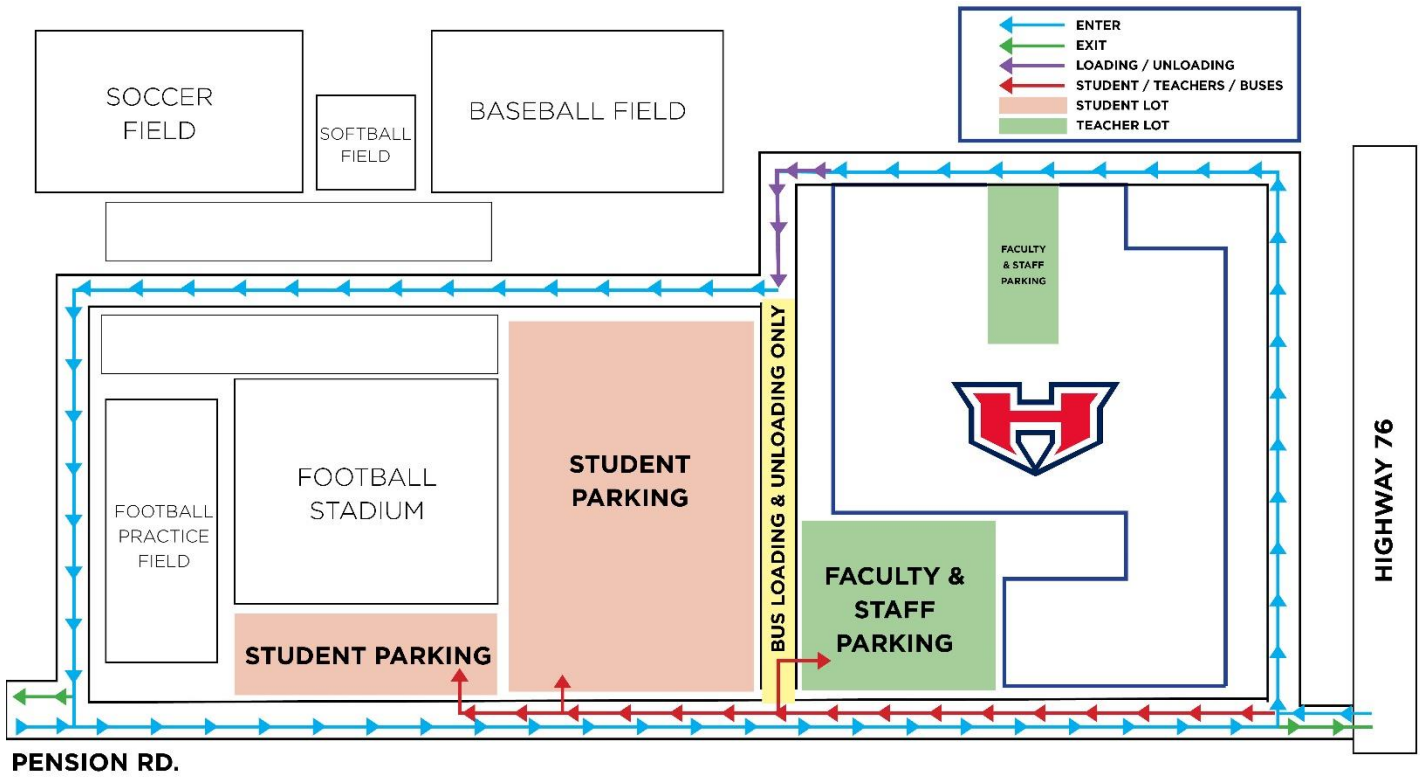 ENTER
EXIT
LOADING / UNLOADING
STUDENT / TEACHERS / BUSES
STUDENT LOT
TEACHER LOT
SOCCER
FIELD
SOFTBALL
FIELD
BASEBALL FIELD
FACULTY
& STAFF
PARKING
BUS LOADING & UNLOADING ONLY
STUDENT
PARKING
FOOTBALL
STADIUM
FOOTBALL
PRACTICE
FIELD
H
FACULTY &
STAFF
PARKING
STUDENT PARKING
HIGHWAY 76
PENSION RD.